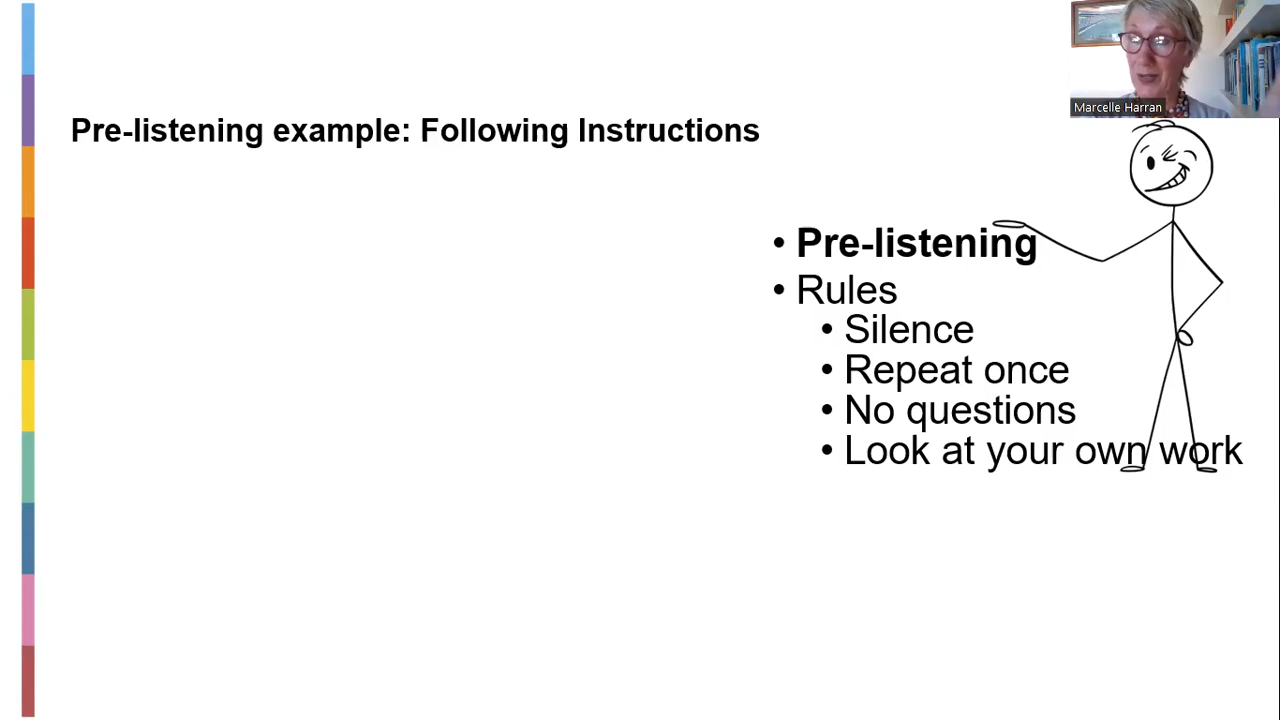 Marcelle Harran
Pre-listening example: Following Instructions
• Pre-listening
• Rules
• Silence
• Repeat once
• No questions
• Look at your own work